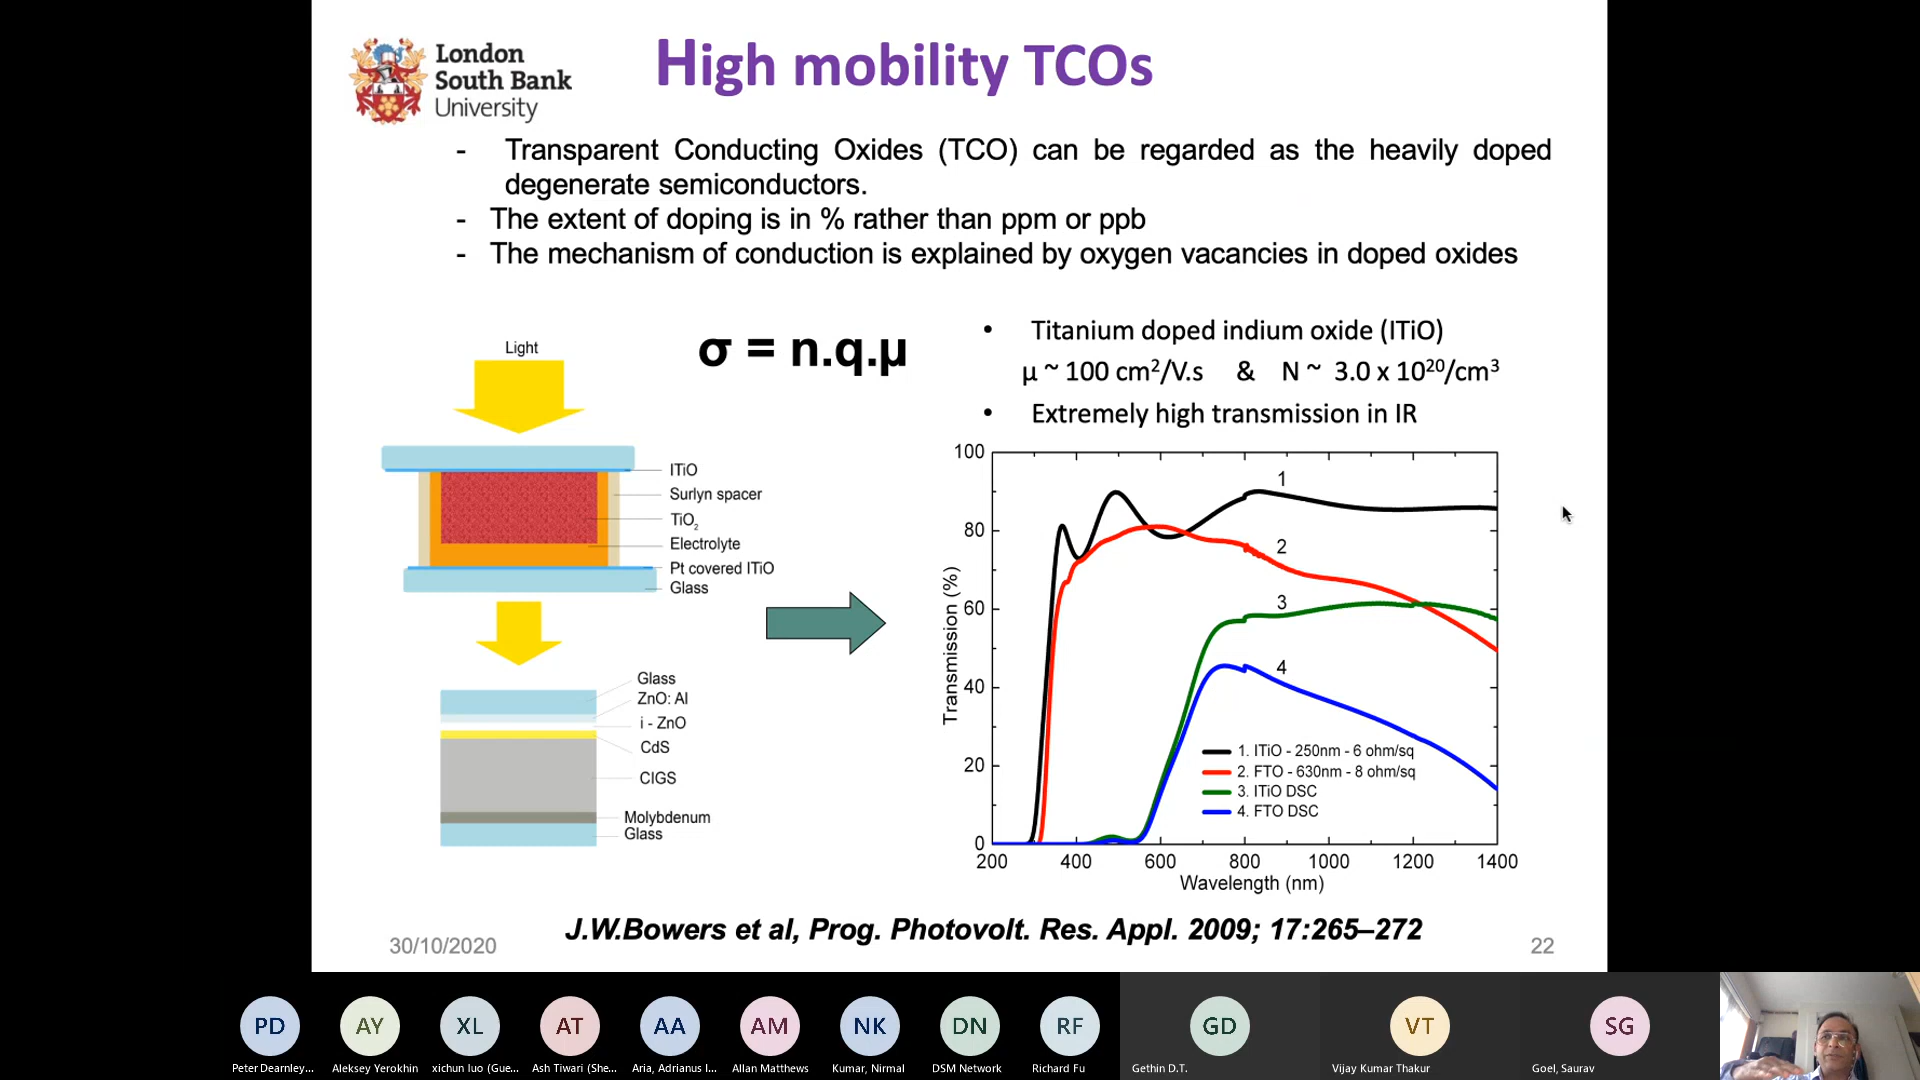 London
South Bank
University
High mobility TCOs
- Transparent Conducting Oxides (TCO) can be regarded as the heavily doped
degenerate semiconductors.
- The extent of doping is in % rather than ppm or ppb
- The mechanism of conduction is explained by oxygen vacancies in doped oxides
σ = n.q.µ
• Titanium doped indium oxide (ITiO)
µ ~ 100 cm²/V.s & N ~ 3.0 x 10²⁰/cm³
• Extremely high transmission in IR
Light
ITiO
Surlyn spacer
TiO₂
Electrolyte
Pt covered ITiO
Glass
Glass
ZnO: Al
i - ZnO
CdS
CIGS
Molybdenum
Glass
Transmission (%)
100
80
60
40
20
0
1
2
3
4
1. ITiO - 250nm - 6 ohm/sq
2. FTO - 630nm - 8 ohm/sq
3. ITiO DSC
4. FTO DSC
200 400 600 800 1000 1200 1400
Wavelength (nm)
J.W.Bowers et al, Prog. Photovolt. Res. Appl. 2009; 17:265–272
30/10/2020
22
PD AY XL AT AA AM NK DN RF GD VT SG
Peter Dearnley... Aleksey Yerokhin xichun luo (Gue... Ash Tiwari (She... Aria, Adrianus I... Allan Matthews Kumar, Nirmal DSM Network Richard Fu Gethin D.T. Vijay Kumar Thakur Goel, Saurav